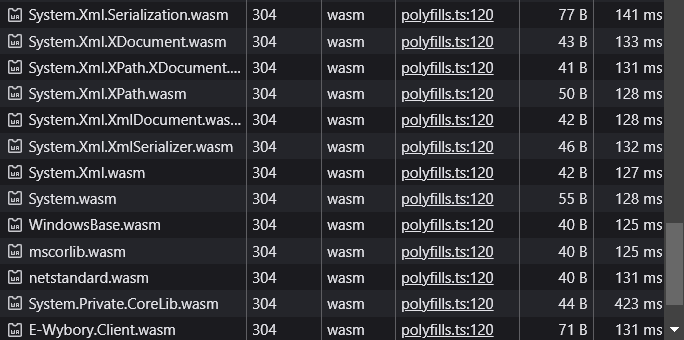 System.Xml.Serialization.wasm 304 wasm polyfills.ts:120 77 B 141 ms
System.Xml.XDocument.wasm 304 wasm polyfills.ts:120 43 B 133 ms
System.Xml.XPath.XDocument.... 304 wasm polyfills.ts:120 41 B 131 ms
System.Xml.XPath.wasm 304 wasm polyfills.ts:120 50 B 128 ms
System.Xml.XmlDocument.was... 304 wasm polyfills.ts:120 42 B 128 ms
System.Xml.XmlSerializer.wasm 304 wasm polyfills.ts:120 46 B 132 ms
System.Xml.wasm 304 wasm polyfills.ts:120 42 B 127 ms
System.wasm 304 wasm polyfills.ts:120 55 B 128 ms
WindowsBase.wasm 304 wasm polyfills.ts:120 40 B 125 ms
mscorlib.wasm 304 wasm polyfills.ts:120 40 B 125 ms
netstandard.wasm 304 wasm polyfills.ts:120 40 B 131 ms
System.Private.CoreLib.wasm 304 wasm polyfills.ts:120 44 B 423 ms
E-Wybory.Client.wasm 304 wasm polyfills.ts:120 71 B 131 ms